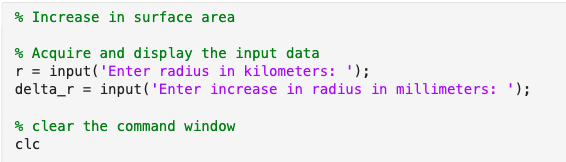 % Increase in surface area
% Acquire and display the input data
r = input('Enter radius in kilometers: ');
delta_r = input('Enter increase in radius in millimeters: ');
% clear the command window
clc